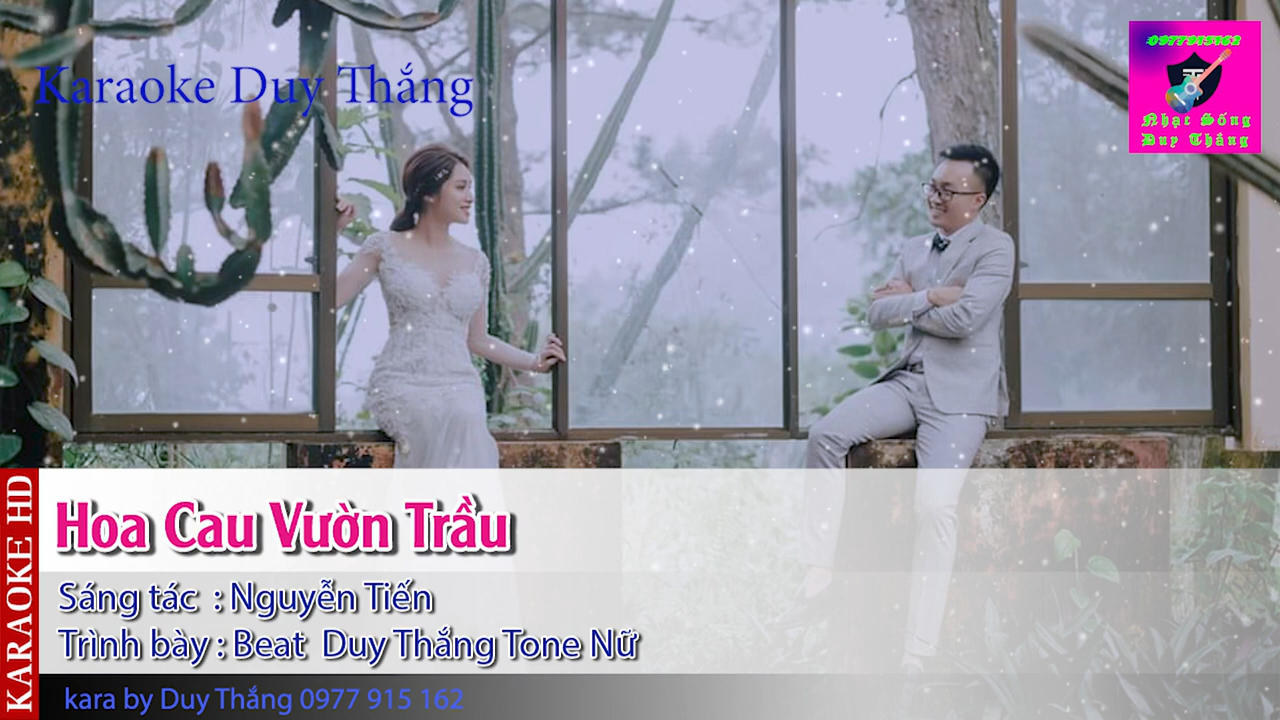 Karaoke Duy Thắng
0977915162
Nhạc Sống
Duy Thắng
KARAOKE HD
Hoa Cau Vườn Trầu
Sáng tác : Nguyễn Tiến
Trình bày : Beat Duy Thắng Tone Nữ
kara by Duy Thắng 0977 915 162